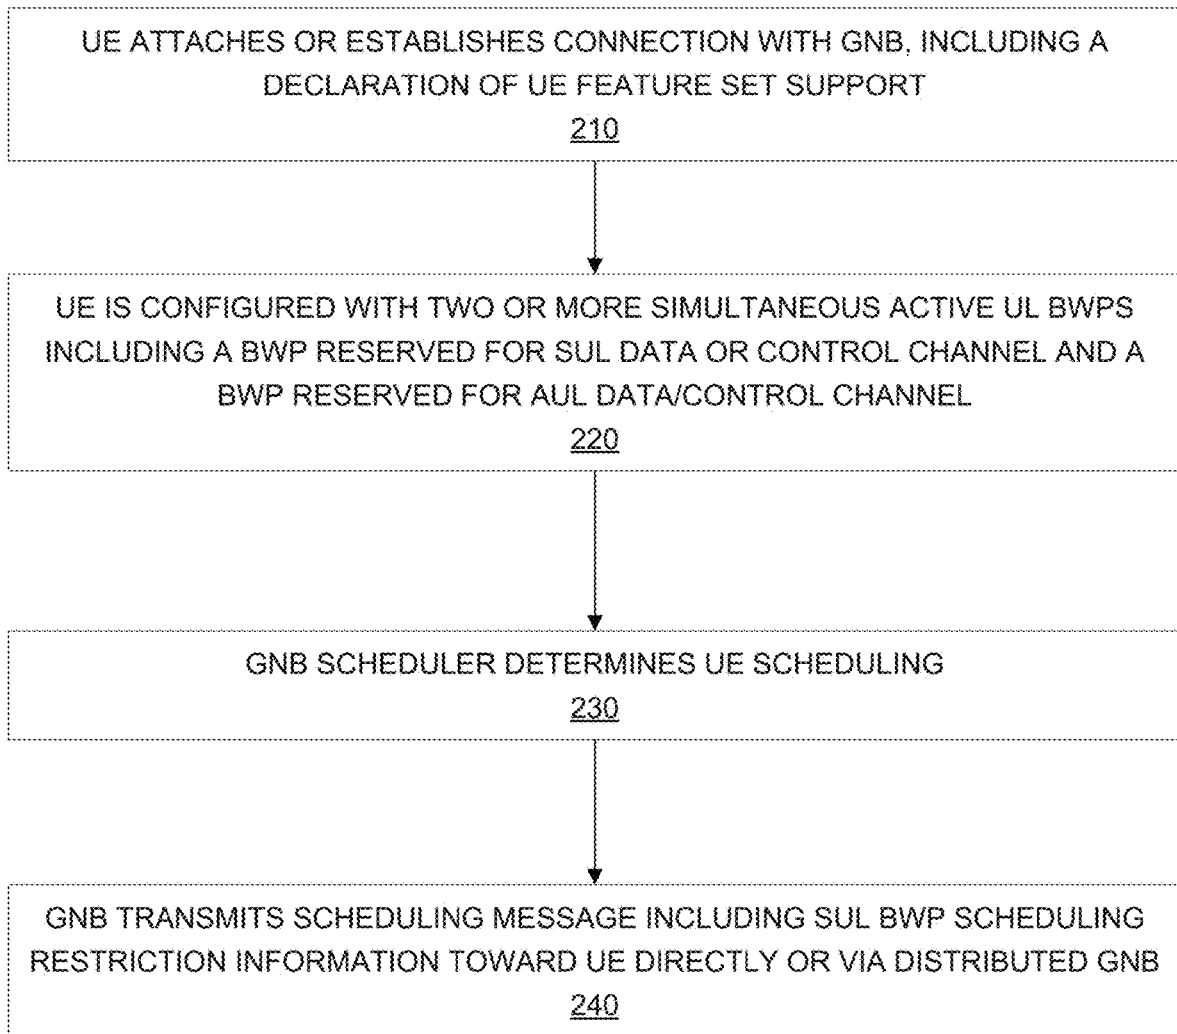 UE ATTACHES OR ESTABLISHES CONNECTION WITH GNB, INCLUDING A
DECLARATION OF UE FEATURE SET SUPPORT
210
UE IS CONFIGURED WITH TWO OR MORE SIMULTANEOUS ACTIVE UL BWPS
INCLUDING A BWP RESERVED FOR SUL DATA OR CONTROL CHANNEL AND A
BWP RESERVED FOR AUL DATA/CONTROL CHANNEL
220
GNB SCHEDULER DETERMINES UE SCHEDULING
230
GNB TRANSMITS SCHEDULING MESSAGE INCLUDING SUL BWP SCHEDULING
RESTRICTION INFORMATION TOWARD UE DIRECTLY OR VIA DISTRIBUTED GNB
240